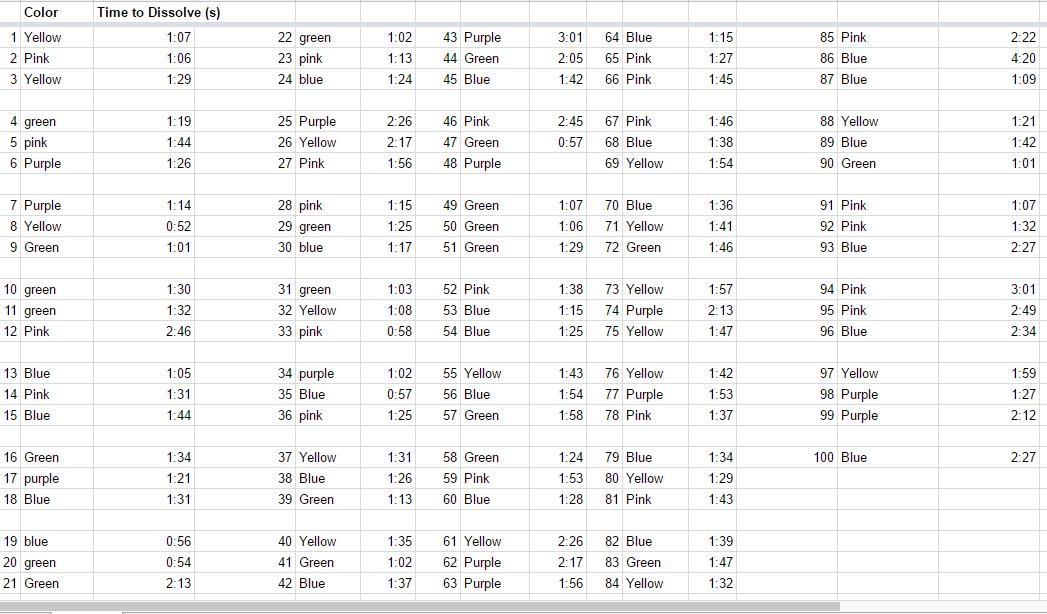 Color Time to Dissolve (s)
1 Yellow 1:07 22 green 1:02 43 Purple 3:01 64 Blue 1:15 85 Pink 2:22
2 Pink 1:06 23 pink 1:13 44 Green 2:05 65 Pink 1:27 86 Blue 4:20
3 Yellow 1:29 24 blue 1:24 45 Blue 1:42 66 Pink 1:45 87 Blue 1:09
4 green 1:19 25 Purple 2:26 46 Pink 2:45 67 Pink 1:46 88 Yellow 1:21
5 pink 1:44 26 Yellow 2:17 47 Green 0:57 68 Blue 1:38 89 Blue 1:42
6 Purple 1:26 27 Pink 1:56 48 Purple 69 Yellow 1:54 90 Green 1:01
7 Purple 1:14 28 pink 1:15 49 Green 1:07 70 Blue 1:36 91 Pink 1:07
8 Yellow 0:52 29 green 1:25 50 Green 1:06 71 Yellow 1:41 92 Pink 1:32
9 Green 1:01 30 blue 1:17 51 Green 1:29 72 Green 1:46 93 Blue 2:27
10 green 1:30 31 green 1:03 52 Pink 1:38 73 Yellow 1:57 94 Pink 3:01
11 green 1:32 32 Yellow 1:08 53 Blue 1:15 74 Purple 2:13 95 Pink 2:49
12 Pink 2:46 33 pink 0:58 54 Blue 1:25 75 Yellow 1:47 96 Blue 2:34
13 Blue 1:05 34 purple 1:02 55 Yellow 1:43 76 Yellow 1:42 97 Yellow 1:59
14 Pink 1:31 35 Blue 0:57 56 Blue 1:54 77 Purple 1:53 98 Purple 1:27
15 Blue 1:44 36 pink 1:25 57 Green 1:58 78 Pink 1:37 99 Purple 2:12
16 Green 1:34 37 Yellow 1:31 58 Green 1:24 79 Blue 1:34 100 Blue 2:27
17 purple 1:21 38 Blue 1:26 59 Pink 1:53 80 Yellow 1:29
18 Blue 1:31 39 Green 1:13 60 Blue 1:28 81 Pink 1:43
19 blue 0:56 40 Yellow 1:35 61 Yellow 2:26 82 Blue 1:39
20 green 0:54 41 Green 1:02 62 Purple 2:17 83 Green 1:47
21 Green 2:13 42 Blue 1:37 63 Purple 1:56 84 Yellow 1:32